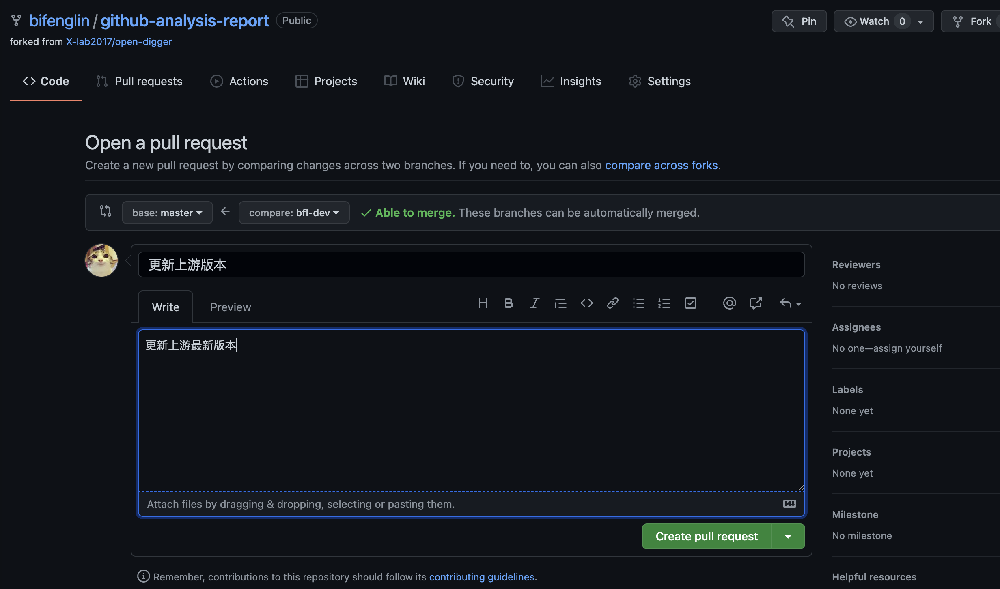 bifenglin / github-analysis-report Public
Pin
Watch 0
Fork
forked from X-lab2017/open-digger
Code
Pull requests
Actions
Projects
Wiki
Security
Insights
Settings
Open a pull request
Create a new pull request by comparing changes across two branches. If you need to, you can also compare across forks.
base: master
compare: bfl-dev
Able to merge. These branches can be automatically merged.
更新上游版本
Write
Preview
更新上游最新版本
Attach files by dragging & dropping, selecting or pasting them.
Create pull request
Remember, contributions to this repository should follow its contributing guidelines.
Reviewers
No reviews
Assignees
No one—assign yourself
Labels
None yet
Projects
None yet
Milestone
No milestone
Helpful resources